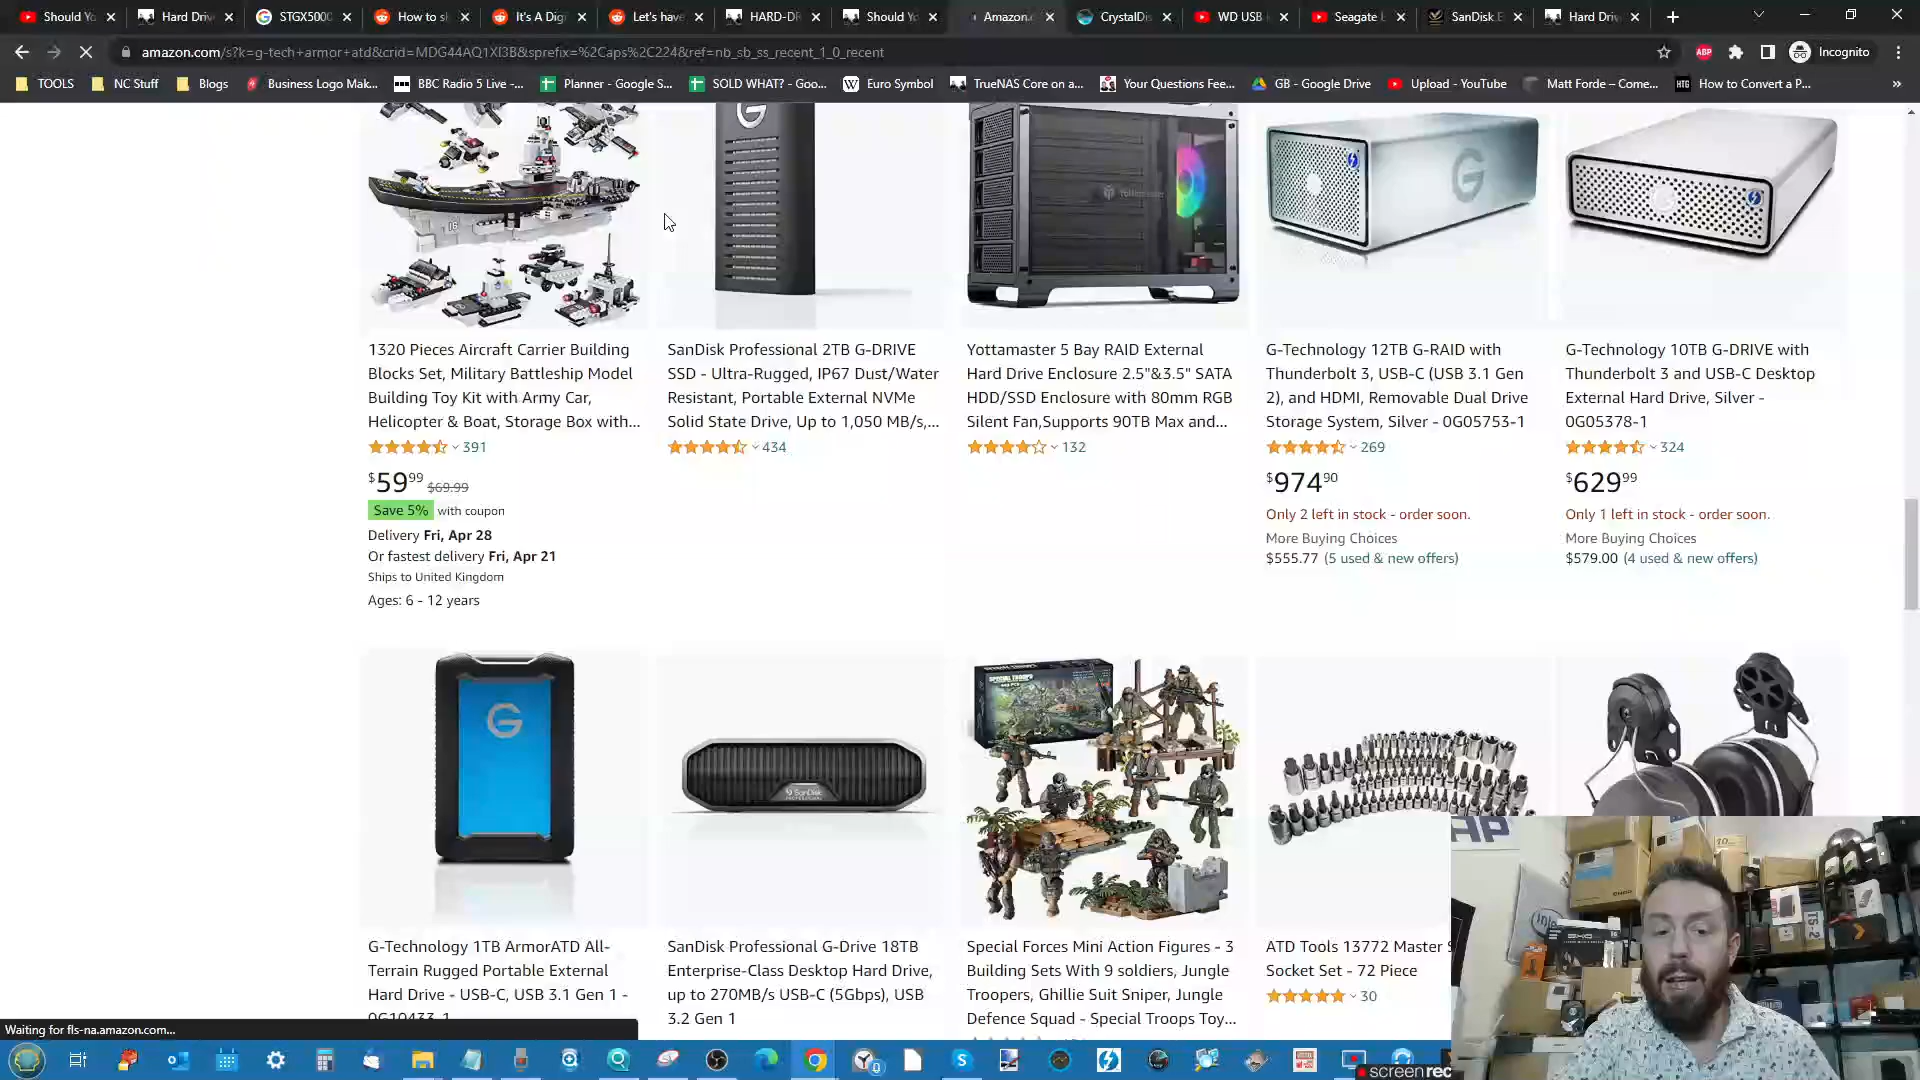 Should Yo
Hard Driv
STGX5000
How to s
It's A Dig
Let's have
HARD-DR
Should Yo
Amazon.c
CrystalDis
WD USB
Seagate
SanDisk E
Hard Driv
amazon.com/s?k=g-tech+armor+atd&crid=MDG44AQ1XI3B&sprefix=%2Caps%2C224&ref=nb_sb_ss_recent_1_0_recent
ABP
Incognito
TOOLS
NC Stuff
Blogs
Business Logo Mak...
BBC Radio 5 Live -...
Planner - Google S...
SOLD WHAT? - Goo...
W Euro Symbol
TrueNAS Core on a...
Your Questions Fee...
GB - Google Drive
Upload - YouTube
Matt Forde – Come...
HTG How to Convert a P...
»
G
16
Yottamaster
G
1320 Pieces Aircraft Carrier Building
Blocks Set, Military Battleship Model
Building Toy Kit with Army Car,
Helicopter & Boat, Storage Box with...
391
$59.99 $69.99
Save 5% with coupon
Delivery Fri, Apr 28
Or fastest delivery Fri, Apr 21
Ships to United Kingdom
Ages: 6 - 12 years
SanDisk Professional 2TB G-DRIVE
SSD - Ultra-Rugged, IP67 Dust/Water
Resistant, Portable External NVMe
Solid State Drive, Up to 1,050 MB/s,...
434
Yottamaster 5 Bay RAID External
Hard Drive Enclosure 2.5"&3.5" SATA
HDD/SSD Enclosure with 80mm RGB
Silent Fan,Supports 90TB Max and...
132
G-Technology 12TB G-RAID with
Thunderbolt 3, USB-C (USB 3.1 Gen
2), and HDMI, Removable Dual Drive
Storage System, Silver - 0G05753-1
269
$974.90
Only 2 left in stock - order soon.
More Buying Choices
$555.77 (5 used & new offers)
G-Technology 10TB G-DRIVE with
Thunderbolt 3 and USB-C Desktop
External Hard Drive, Silver -
0G05378-1
324
$629.99
Only 1 left in stock - order soon.
More Buying Choices
$579.00 (4 used & new offers)
G
SanDisk
PROFESSIONAL
SPECIAL TROOPS
G-Technology 1TB ArmorATD All-
Terrain Rugged Portable External
Hard Drive - USB-C, USB 3.1 Gen 1 -
0G10433-1
SanDisk Professional G-Drive 18TB
Enterprise-Class Desktop Hard Drive,
up to 270MB/s USB-C (5Gbps), USB
3.2 Gen 1
Special Forces Mini Action Figures - 3
Building Sets With 9 soldiers, Jungle
Troopers, Ghillie Suit Sniper, Jungle
Defence Squad - Special Troops Toy...
ATD Tools 13772 Master S
Socket Set - 72 Piece
30
intel
Waiting for fls-na.amazon.com...
screenrec